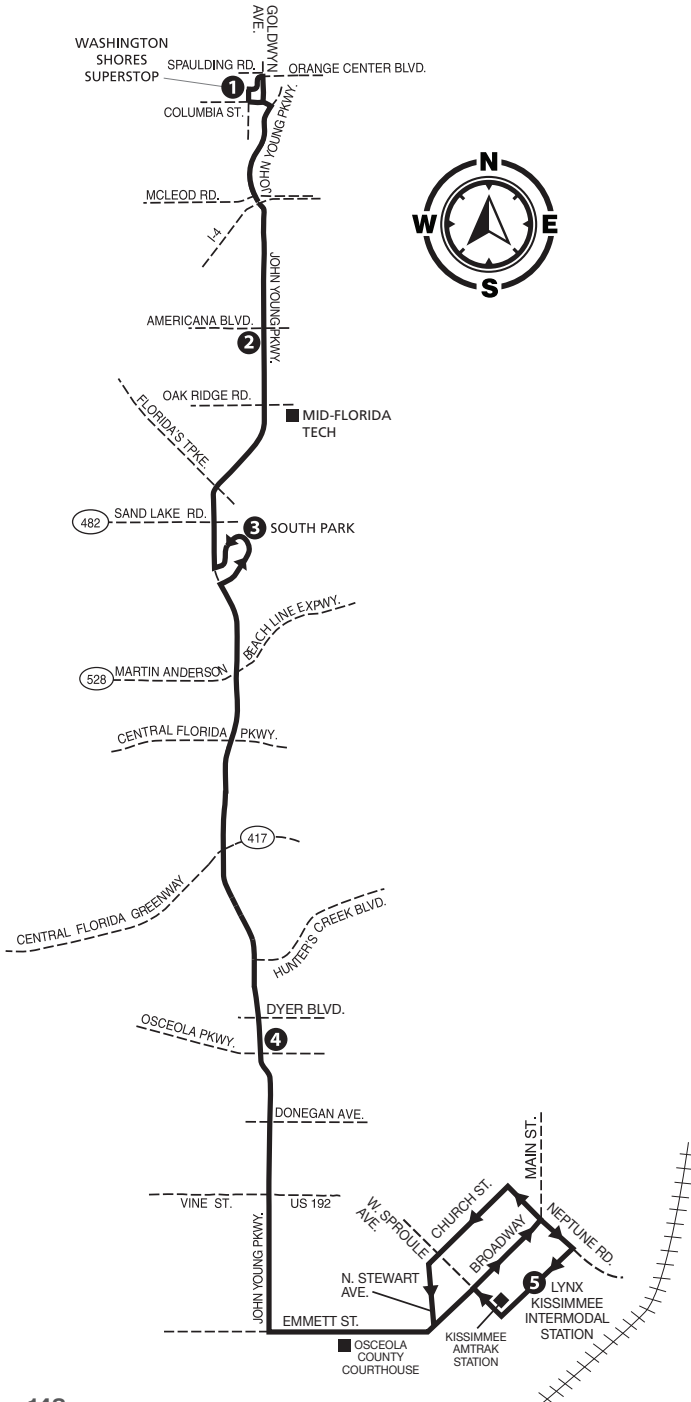 GOLDWYN
AVE.
WASHINGTON
SHORES
SUPERSTOP
SPAULDING RD.
ORANGE CENTER BLVD.
1
COLUMBIA ST.
JOHN YOUNG PKWY.
MCLEOD RD.
I-4
N
W
E
S
JOHN YOUNG PKWY.
AMERICANA BLVD.
2
OAK RIDGE RD.
MID-FLORIDA
TECH
FLORIDA'S TPKE.
482
SAND LAKE RD.
3
SOUTH PARK
BEACH LINE EXPWY.
528
MARTIN ANDERSON
CENTRAL FLORIDA PKWY.
417
CENTRAL FLORIDA GREENWAY
HUNTER'S CREEK BLVD.
DYER BLVD.
OSCEOLA PKWY.
4
DONEGAN AVE.
MAIN ST.
VINE ST.
US 192
CHURCH ST.
NEPTUNE RD.
W. SPROULE
AVE.
BROADWAY
JOHN YOUNG PKWY.
N. STEWART
AVE.
5
LYNX
KISSIMMEE
INTERMODAL
STATION
EMMETT ST.
KISSIMMEE
AMTRAK
STATION
OSCEOLA
COUNTY
COURTHOUSE